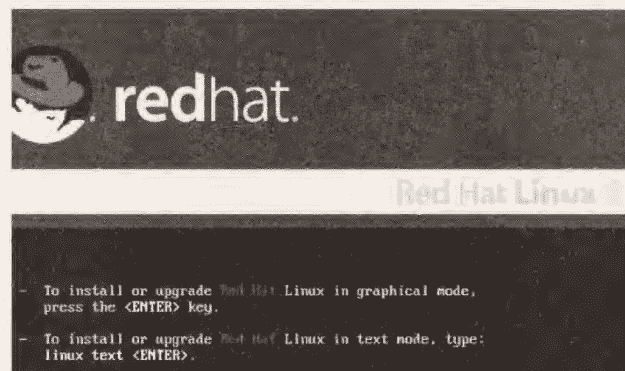 redhat.
Red Hat Linux
- To install or upgrade Red Hat Linux in graphical mode,
press the <ENTER> key.
- To install or upgrade Red Hat Linux in text mode, type:
linux text <ENTER>.